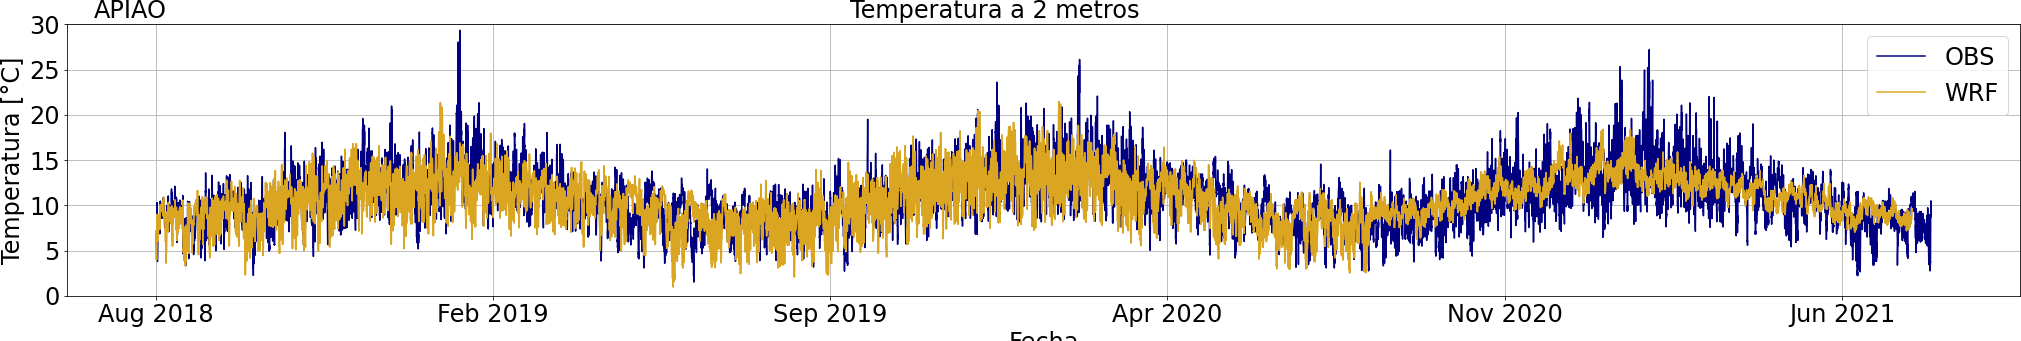 APIAO
Temperatura a 2 metros
Temperatura [°C]
30
25
20
15
10
5
0
OBS
WRF
Aug 2018
Feb 2019
Sep 2019
Apr 2020
Nov 2020
Jun 2021
Fecha